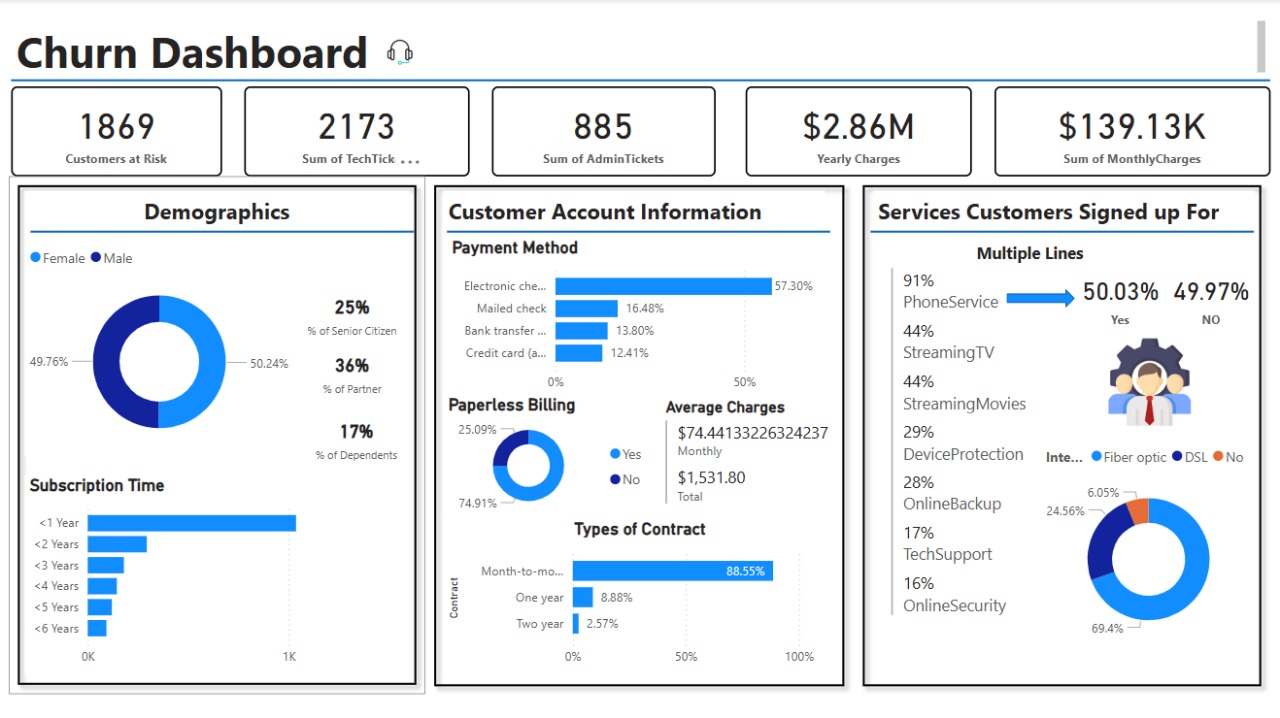 Churn Dashboard
1869
Customers at Risk
2173
Sum of TechTick ...
885
Sum of AdminTickets
$2.86M
Yearly Charges
$139.13K
Sum of MonthlyCharges
Demographics
Female Male
49.76%
50.24%
25%
% of Senior Citizen
36%
% of Partner
17%
% of Dependents
Subscription Time
<1 Year
<2 Years
<3 Years
<4 Years
<5 Years
<6 Years
0K 1K
Customer Account Information
Payment Method
Electronic che... 57.30%
Mailed check 16.48%
Bank transfer ... 13.80%
Credit card (a... 12.41%
0% 50%
Paperless Billing
25.09%
74.91%
Yes
No
Average Charges
$74.44133226324237
Monthly
$1,531.80
Total
Types of Contract
Contract
Month-to-mo... 88.55%
One year 8.88%
Two year 2.57%
0% 50% 100%
Services Customers Signed up For
Multiple Lines
91%
PhoneService
50.03% 49.97%
Yes NO
44%
StreamingTV
44%
StreamingMovies
29%
DeviceProtection
28%
OnlineBackup
17%
TechSupport
16%
OnlineSecurity
Inte... Fiber optic DSL No
6.05%
24.56%
69.4%